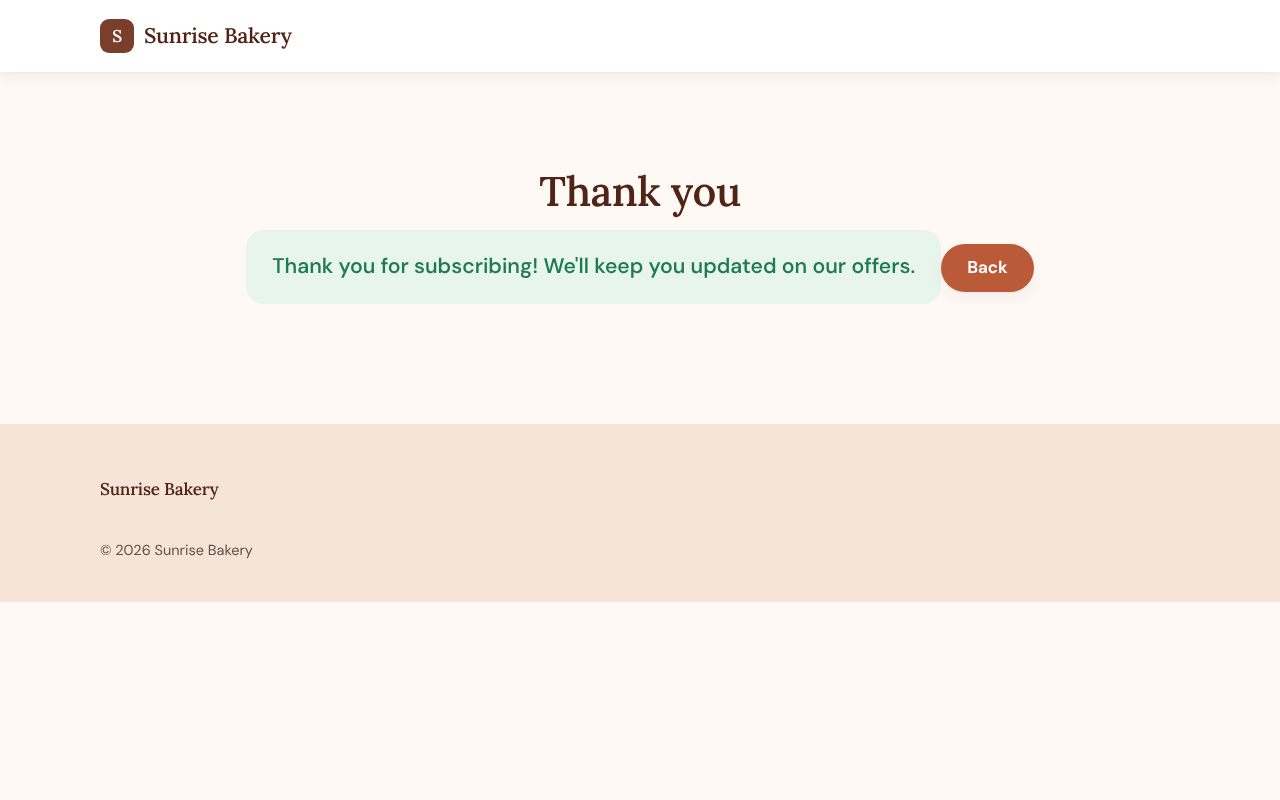 S
Sunrise Bakery
Thank you
Thank you for subscribing! We'll keep you updated on our offers.
Back
Sunrise Bakery
© 2026 Sunrise Bakery